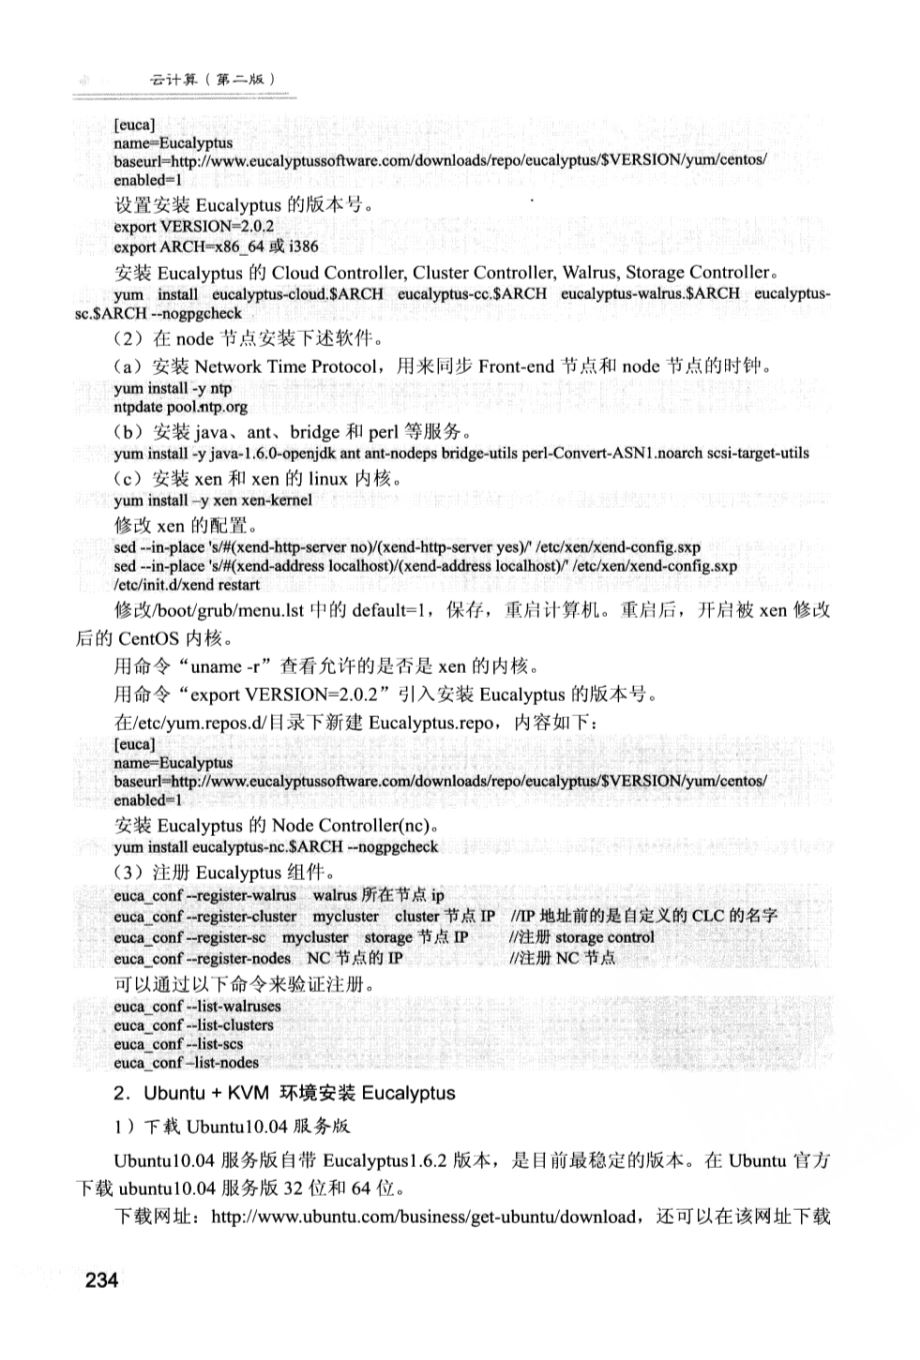 云计算（第二版）
[euca]
name=Eucalyptus
baseurl=http://www.eucalyptussoftware.com/downloads/repo/eucalyptus/$VERSION/yum/centos/
enabled=1
设置安装 Eucalyptus 的版本号。
export VERSION=2.0.2
export ARCH=x86_64 或 i386
安装 Eucalyptus 的 Cloud Controller, Cluster Controller, Walrus, Storage Controller。
yum install eucalyptus-cloud.$ARCH eucalyptus-cc.$ARCH eucalyptus-walrus.$ARCH eucalyptus-
sc.$ARCH --nogpgcheck
（2）在 node 节点安装下述软件。
（a）安装 Network Time Protocol，用来同步 Front-end 节点和 node 节点的时钟。
yum install -y ntp
ntpdate pool.ntp.org
（b）安装 java、ant、bridge 和 perl 等服务。
yum install -y java-1.6.0-openjdk ant ant-nodeps bridge-utils perl-Convert-ASN1.noarch scsi-target-utils
（c）安装 xen 和 xen 的 linux 内核。
yum install –y xen xen-kernel
修改 xen 的配置。
sed --in-place 's/#(xend-http-server no)/(xend-http-server yes)/' /etc/xen/xend-config.sxp
sed --in-place 's/#(xend-address localhost)/(xend-address localhost)/' /etc/xen/xend-config.sxp
/etc/init.d/xend restart
修改/boot/grub/menu.lst 中的 default=1，保存，重启计算机。重启后，开启被 xen 修改
后的 CentOS 内核。
用命令“uname -r”查看允许的是否是 xen 的内核。
用命令“export VERSION=2.0.2”引入安装 Eucalyptus 的版本号。
在/etc/yum.repos.d/目录下新建 Eucalyptus.repo，内容如下：
[euca]
name=Eucalyptus
baseurl=http://www.eucalyptussoftware.com/downloads/repo/eucalyptus/$VERSION/yum/centos/
enabled=1
安装 Eucalyptus 的 Node Controller(nc)。
yum install eucalyptus-nc.$ARCH --nogpgcheck
（3）注册 Eucalyptus 组件。
euca_conf --register-walrus walrus 所在节点 ip
euca_conf --register-cluster mycluster cluster 节点 IP //IP 地址前的是自定义的 CLC 的名字
euca_conf --register-sc mycluster storage 节点 IP //注册 storage control
euca_conf --register-nodes NC 节点的 IP //注册 NC 节点
可以通过以下命令来验证注册。
euca_conf --list-walruses
euca_conf --list-clusters
euca_conf --list-scs
euca_conf –list-nodes
2．Ubuntu + KVM 环境安装 Eucalyptus
1）下载 Ubuntu10.04 服务版
Ubuntu10.04 服务版自带 Eucalyptus1.6.2 版本，是目前最稳定的版本。在 Ubuntu 官方
下载 ubuntu10.04 服务版 32 位和 64 位。
下载网址：http://www.ubuntu.com/business/get-ubuntu/download，还可以在该网址下载
234